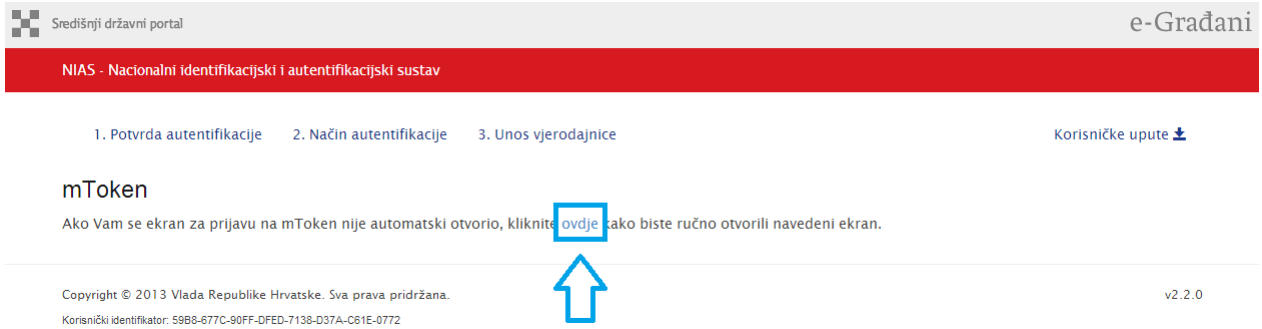 Središnji državni portal
e-Građani
NIAS - Nacionalni identifikacijski i autentifikacijski sustav
1. Potvrda autentifikacije 2. Način autentifikacije 3. Unos vjerodajnice
Korisničke upute
mToken
Ako Vam se ekran za prijavu na mToken nije automatski otvorio, kliknite ovdje kako biste ručno otvorili navedeni ekran.
Copyright © 2013 Vlada Republike Hrvatske. Sva prava pridržana.
v2.2.0
Korisnički identifikator: 59B8-677C-90FF-DFED-7138-D37A-C61E-0772